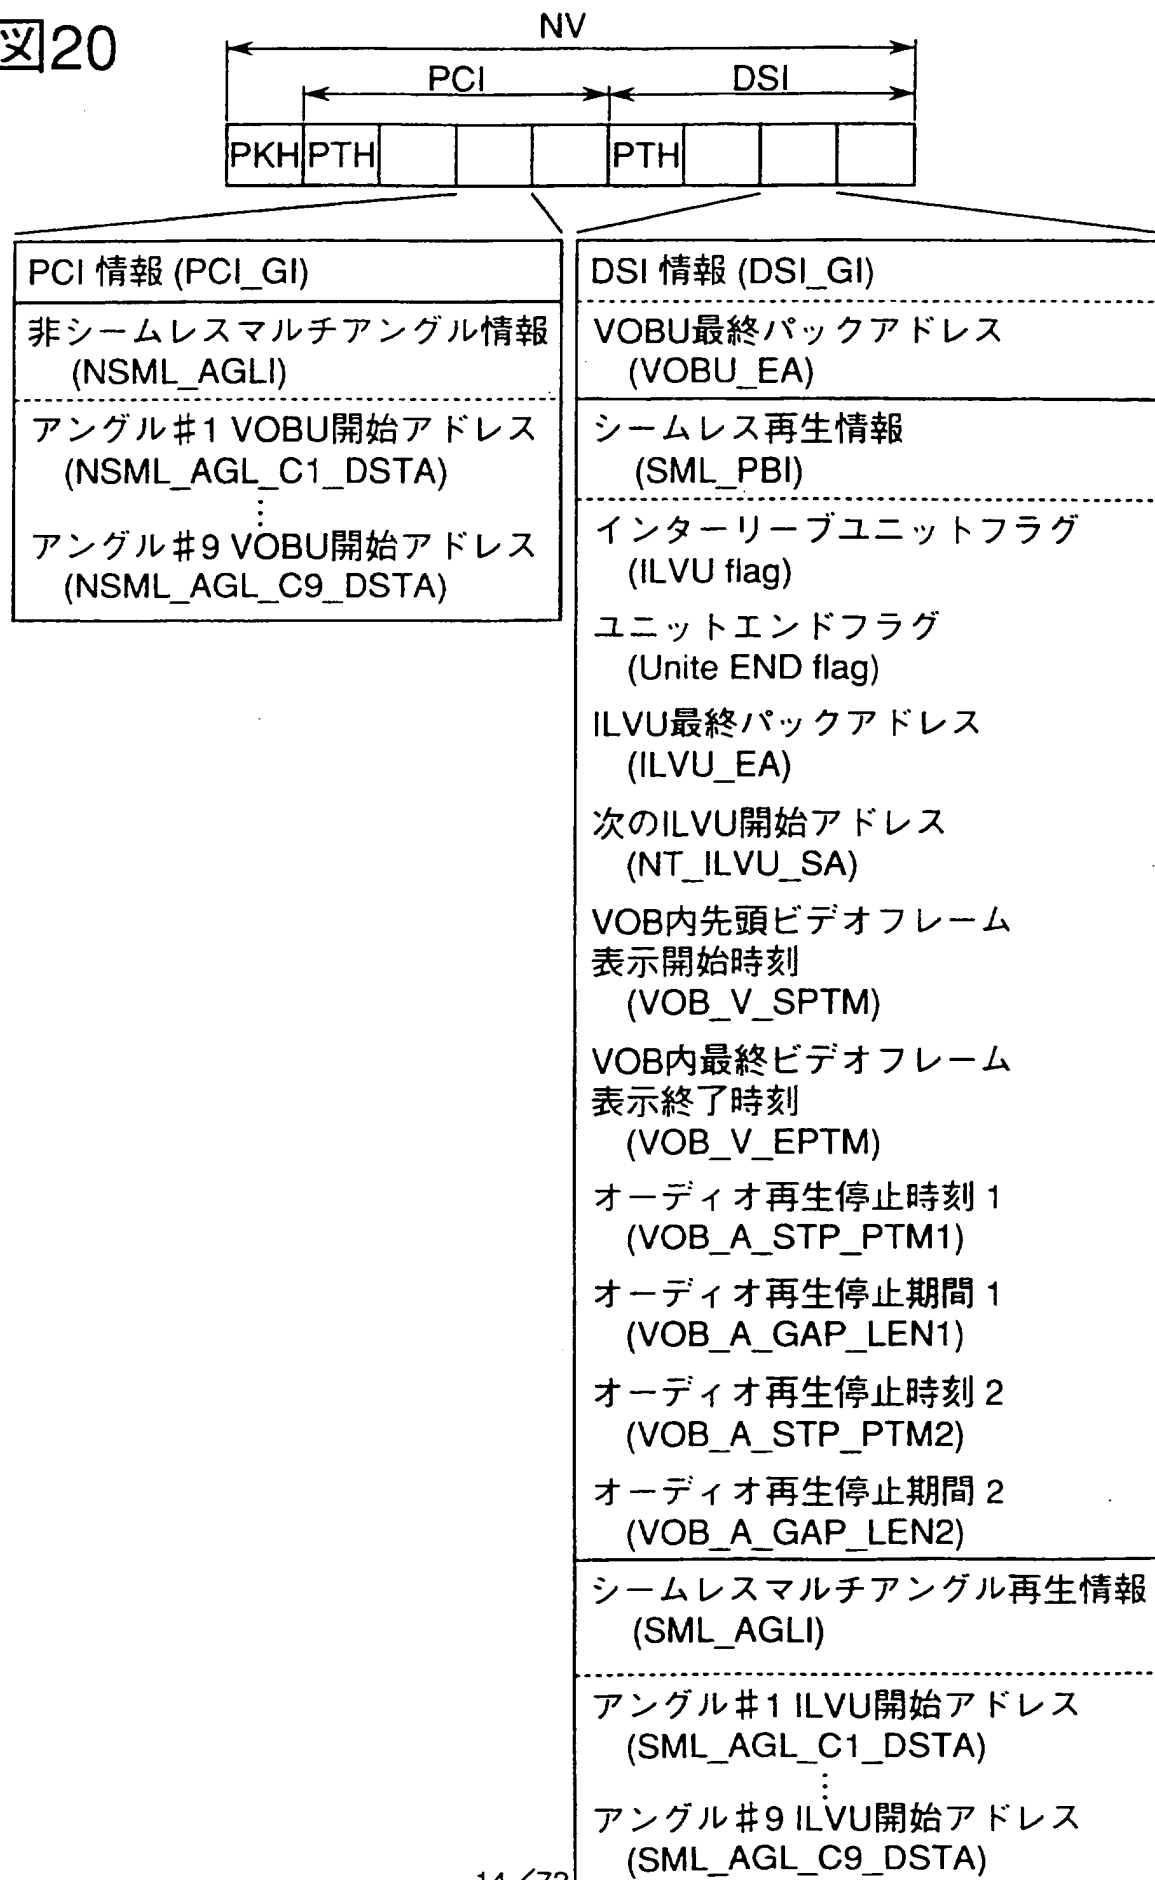 図20
NV
PCI
DSI
PKH PTH PTH
PCI 情報 (PCI_GI)
非シームレスマルチアングル情報
(NSML_AGLI)
アングル♯1 VOBU開始アドレス
(NSML_AGL_C1_DSTA)
⋮
アングル♯9 VOBU開始アドレス
(NSML_AGL_C9_DSTA)
DSI 情報 (DSI_GI)
VOBU最終パックアドレス
(VOBU_EA)
シームレス再生情報
(SML_PBI)
インターリーブユニットフラグ
(ILVU flag)
ユニットエンドフラグ
(Unite END flag)
ILVU最終パックアドレス
(ILVU_EA)
次のILVU開始アドレス
(NT_ILVU_SA)
VOB内先頭ビデオフレーム
表示開始時刻
(VOB_V_SPTM)
VOB内最終ビデオフレーム
表示終了時刻
(VOB_V_EPTM)
オーディオ再生停止時刻 1
(VOB_A_STP_PTM1)
オーディオ再生停止期間 1
(VOB_A_GAP_LEN1)
オーディオ再生停止時刻 2
(VOB_A_STP_PTM2)
オーディオ再生停止期間 2
(VOB_A_GAP_LEN2)
シームレスマルチアングル再生情報
(SML_AGLI)
アングル♯1 ILVU開始アドレス
(SML_AGL_C1_DSTA)
⋮
アングル♯9 ILVU開始アドレス
(SML_AGL_C9_DSTA)